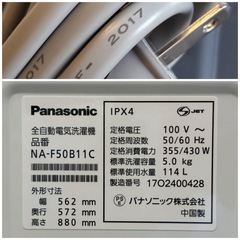 F- 2017
Panasonic
全自動電気洗濯機
品番
NA-F50B11C
外形寸法
幅 562 mm
奥行 572 mm
高さ 880 mm
IPX4
JET
定格電圧 100 V ～
定格周波数 50/60 Hz
定格消費電力 355/430 W
標準洗濯容量 5.0 kg
標準使用水量 114 L
製造番号 17O2400428
パナソニック株式会社
中国製